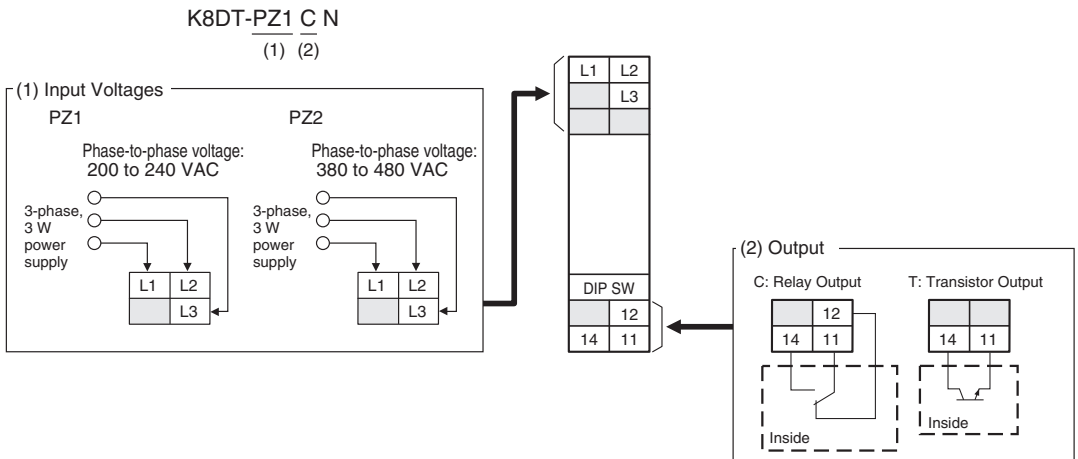 K8DT-PZ1 C N
(1) (2)
(1) Input Voltages
PZ1
Phase-to-phase voltage:
200 to 240 VAC
3-phase,
3 W
power
supply
L1 L2
L3
PZ2
Phase-to-phase voltage:
380 to 480 VAC
3-phase,
3 W
power
supply
L1 L2
L3
L1 L2
L3
DIP SW
12
14 11
(2) Output
C: Relay Output
12
14 11
Inside
T: Transistor Output
14 11
Inside